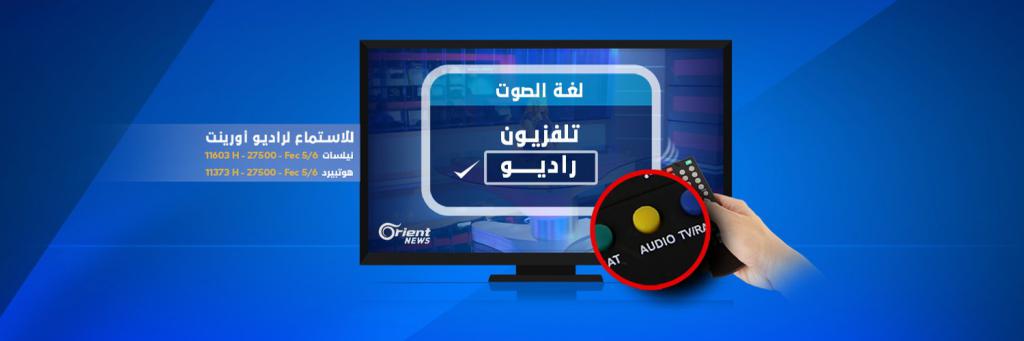 للاستماع لراديو أورينت
نيلسات 11603 H - 27500 - Fec 5/6
هوتبيرد 11373 H - 27500 - Fec 5/6
لغة الصوت
تلفزيون
راديـــو
Orient
NEWS
AUDIO TV/RA
AT